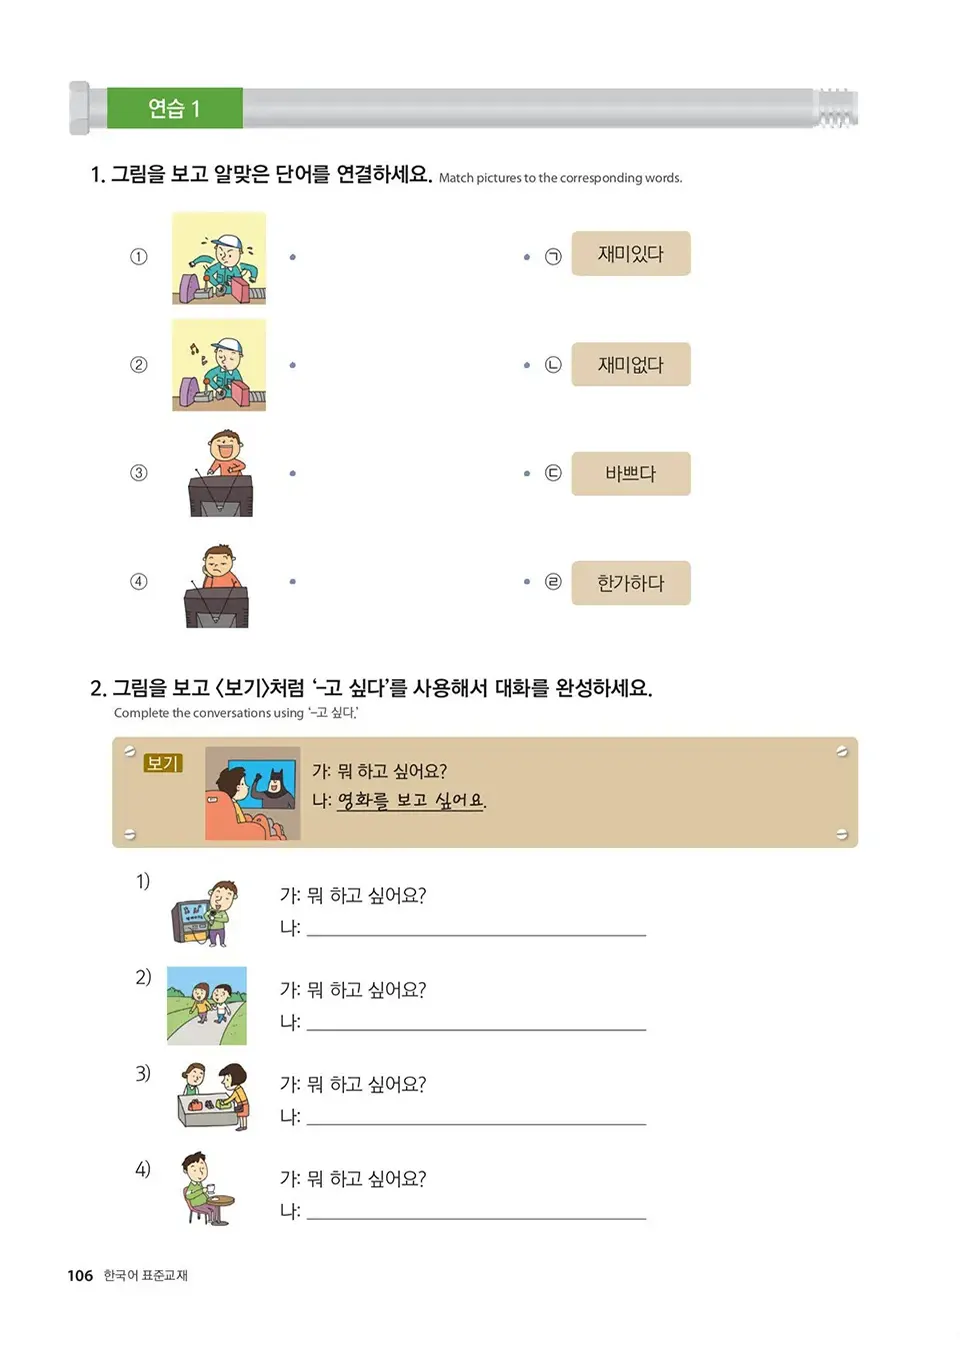 연습 1
1. 그림을 보고 알맞은 단어를 연결하세요. Match pictures to the corresponding words.
① ㉠ 재미있다
② ㉡ 재미없다
③ ㉢ 바쁘다
④ ㉣ 한가하다
2. 그림을 보고 〈보기〉처럼 ‘–고 싶다’를 사용해서 대화를 완성하세요.
Complete the conversations using ‘–고 싶다.’
보기
가: 뭐 하고 싶어요?
나: 영화를 보고 싶어요.
1)
가: 뭐 하고 싶어요?
나:
2)
가: 뭐 하고 싶어요?
나:
3)
가: 뭐 하고 싶어요?
나:
4)
가: 뭐 하고 싶어요?
나:
106 한국어 표준교재